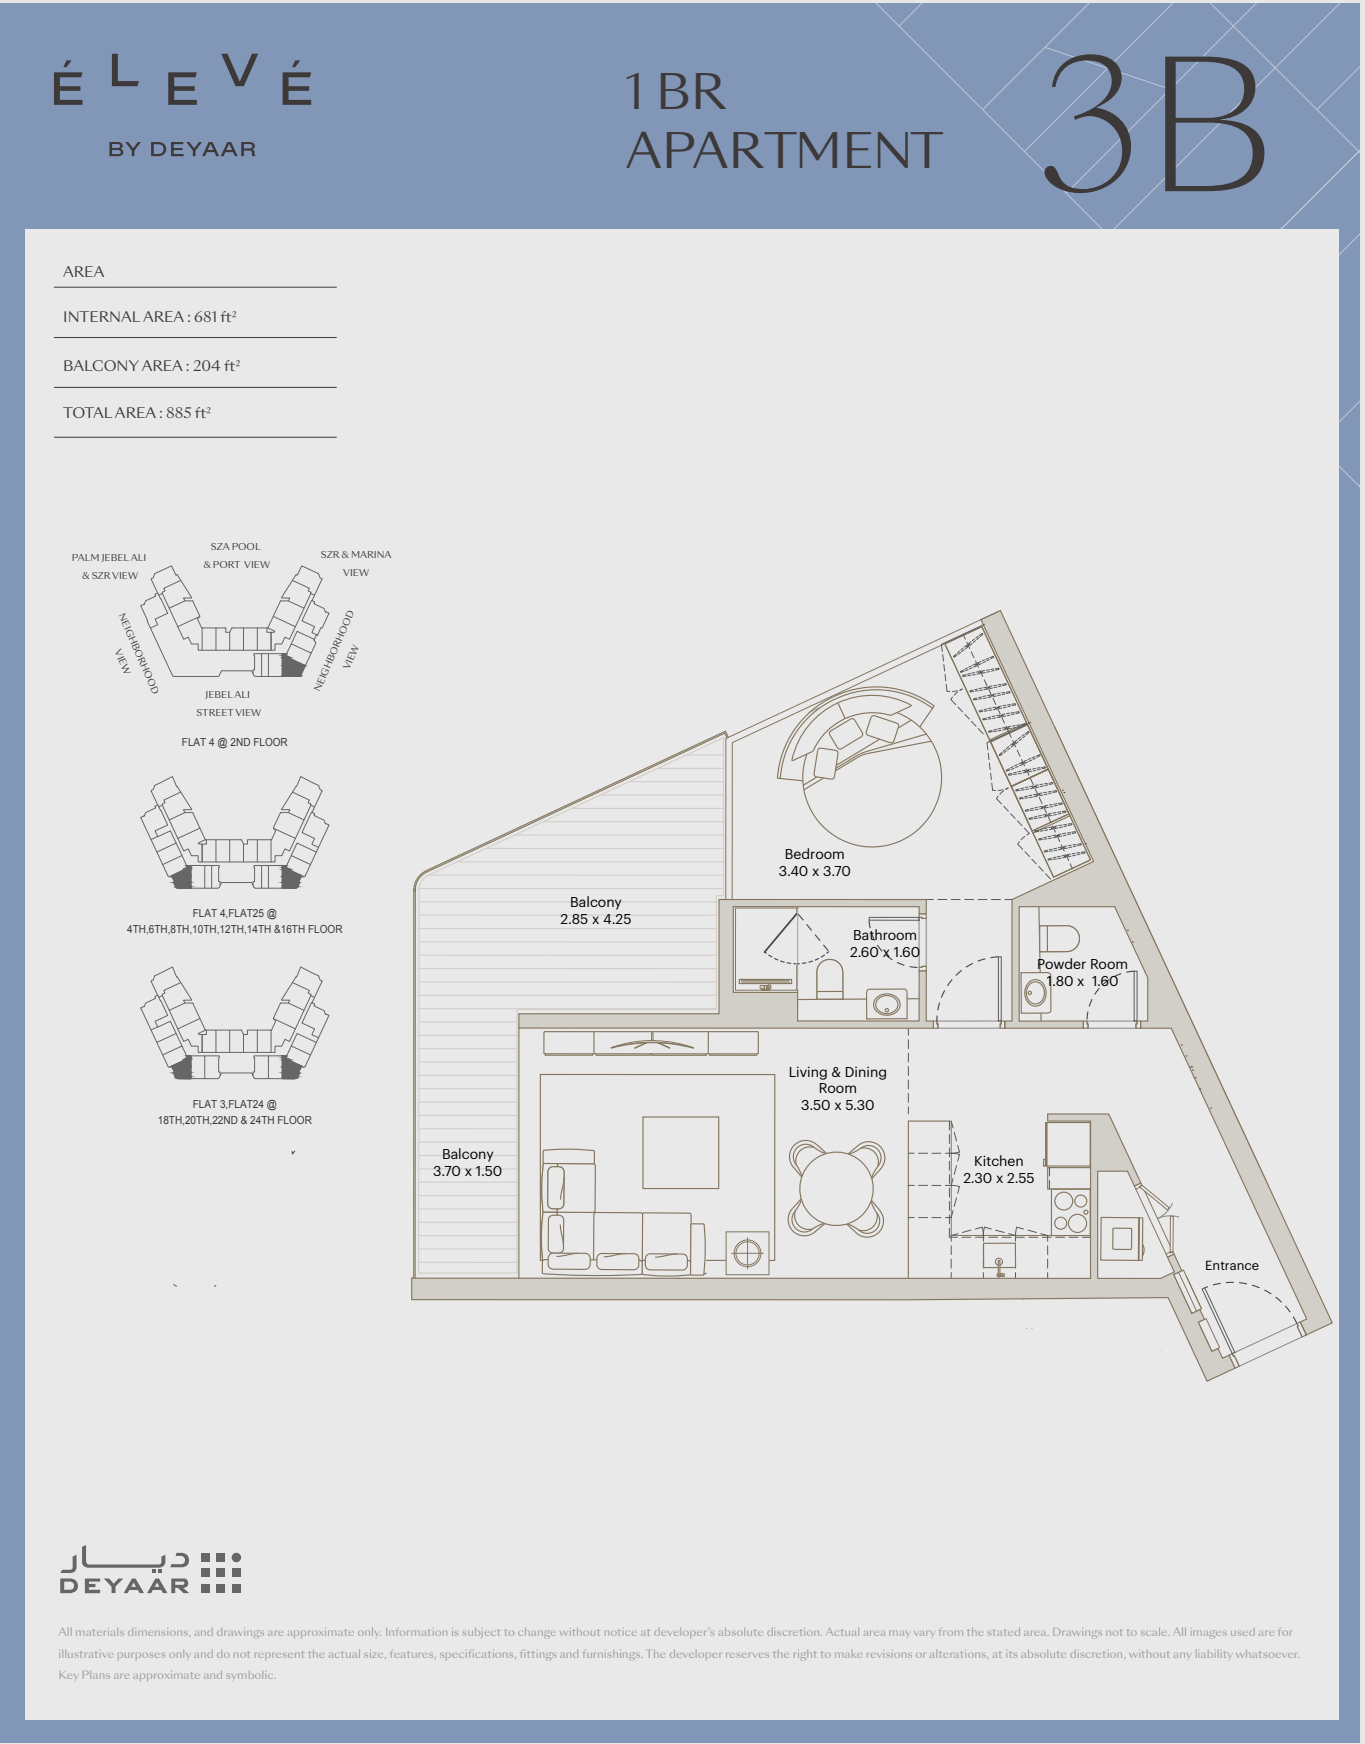 ÉLEVÉ
BY DEYAAR
1 BR
APARTMENT
3B
AREA
INTERNAL AREA : 681 ft²
BALCONY AREA : 204 ft²
TOTAL AREA : 885 ft²
PALM JEBEL ALI
& SZR VIEW
SZA POOL
& PORT VIEW
SZR & MARINA
VIEW
NEIGHBORHOOD
VIEW
NEIGHBORHOOD
VIEW
JEBEL ALI
STREET VIEW
FLAT 4 @ 2ND FLOOR
FLAT 4,FLAT25 @
4TH,6TH,8TH,10TH,12TH,14TH &16TH FLOOR
FLAT 3,FLAT24 @
18TH,20TH,22ND & 24TH FLOOR
Bedroom
3.40 x 3.70
Balcony
2.85 x 4.25
Bathroom
2.60 x 1.60
Powder Room
1.80 x 1.60
Living & Dining
Room
3.50 x 5.30
Balcony
3.70 x 1.50
Kitchen
2.30 x 2.55
Entrance
ديار
DEYAAR
All materials dimensions, and drawings are approximate only. Information is subject to change without notice at developer's absolute discretion. Actual area may vary from the stated area. Drawings not to scale. All images used are for
illustrative purposes only and do not represent the actual size, features, specifications, fittings and furnishings. The developer reserves the right to make revisions or alterations, at its absolute discretion, without any liability whatsoever.
Key Plans are approximate and symbolic.